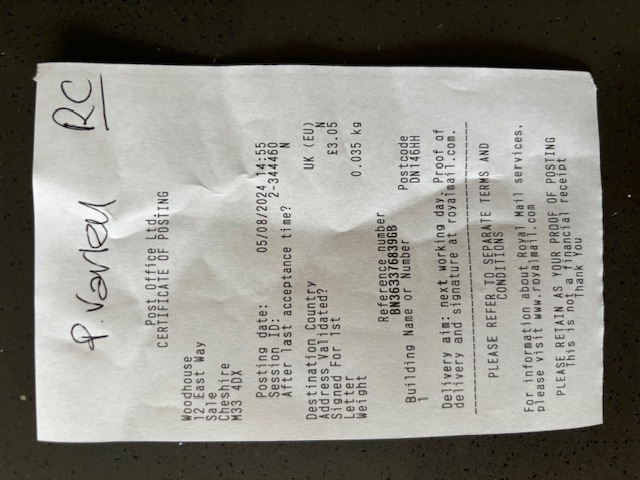 P. Varley RC
Post Office Ltd.
CERTIFICATE OF POSTING
Woodhouse
12 East Way
Sale
Cheshire
M33 4DX
Posting date: 05/08/2024 14:55
Session ID: 2-344460
After last acceptance time? N
Destination Country UK (EU)
Address Validated? N
Signed For 1st £3.05
Letter
Weight 0.035 kg
Reference number
BN363376839GB
Building Name or Number Postcode
1 DN146HH
Delivery aim: next working day. Proof of
delivery and signature at royalmail.com.
PLEASE REFER TO SEPARATE TERMS AND
CONDITIONS
For information about Royal Mail services,
please visit www.royalmail.com
PLEASE RETAIN AS YOUR PROOF OF POSTING
This is not a financial receipt
Thank You